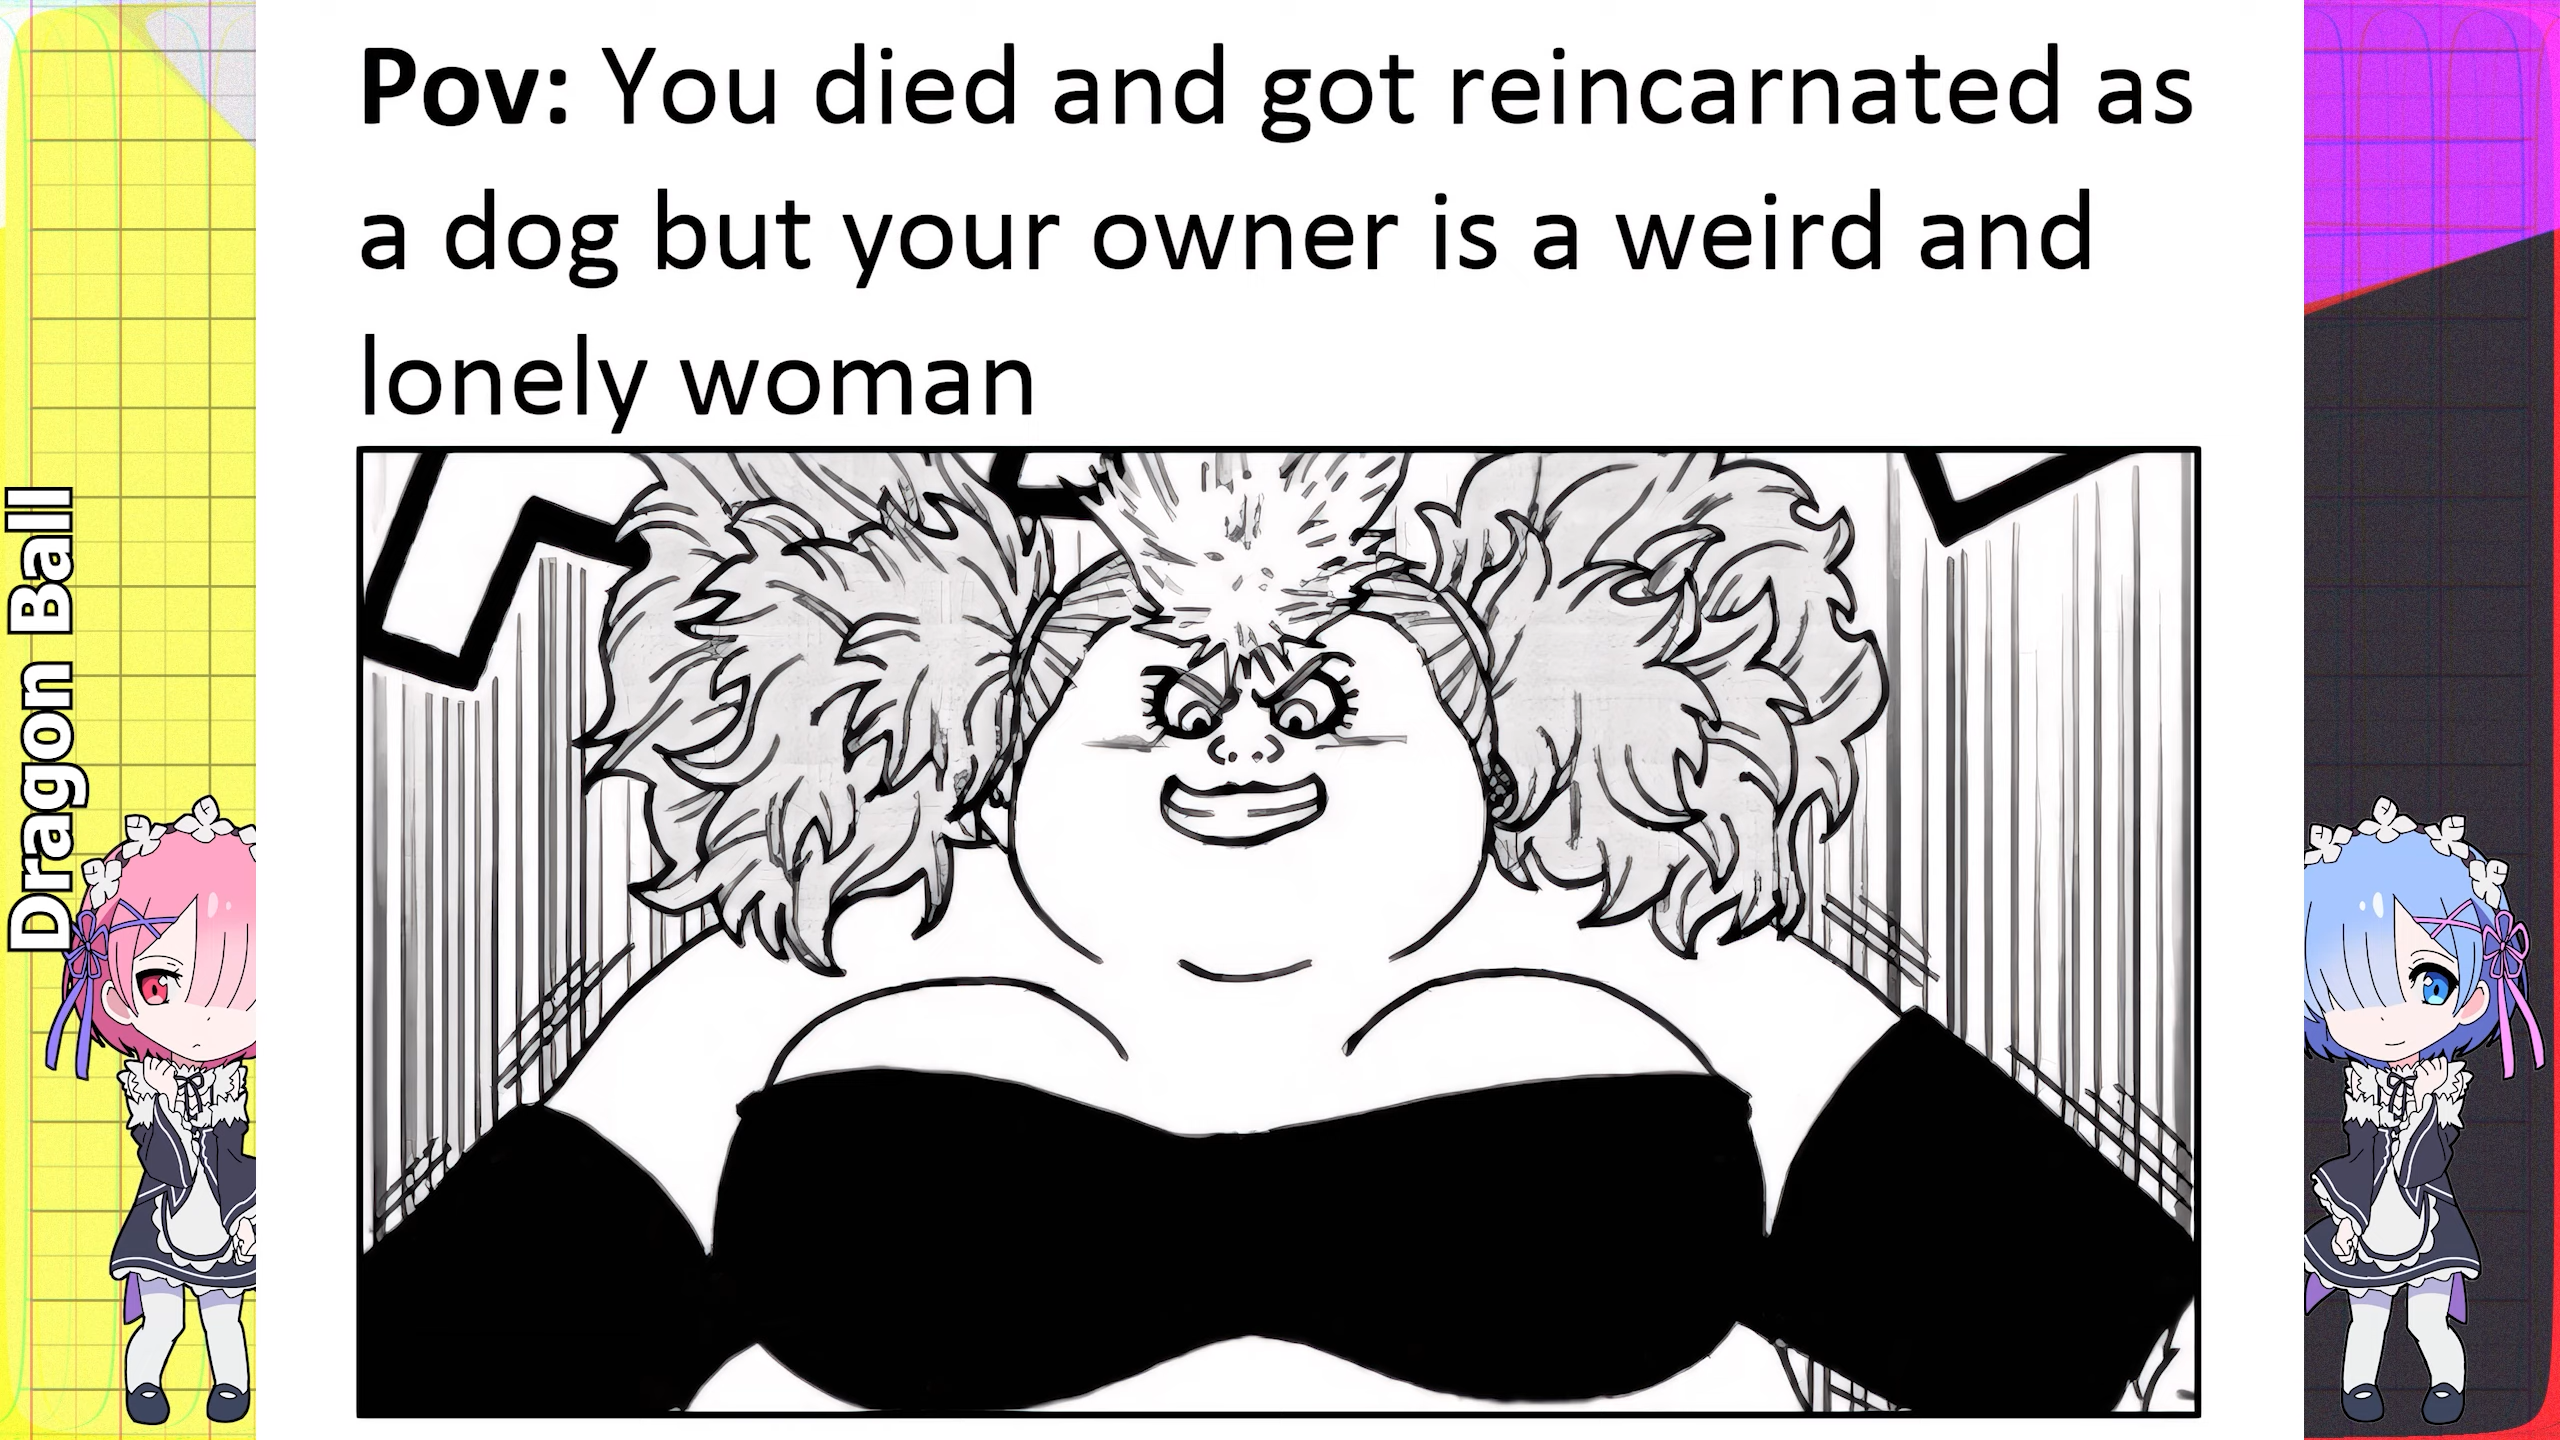 Pov: You died and got reincarnated as
a dog but your owner is a weird and
lonely woman
Dragon Ball